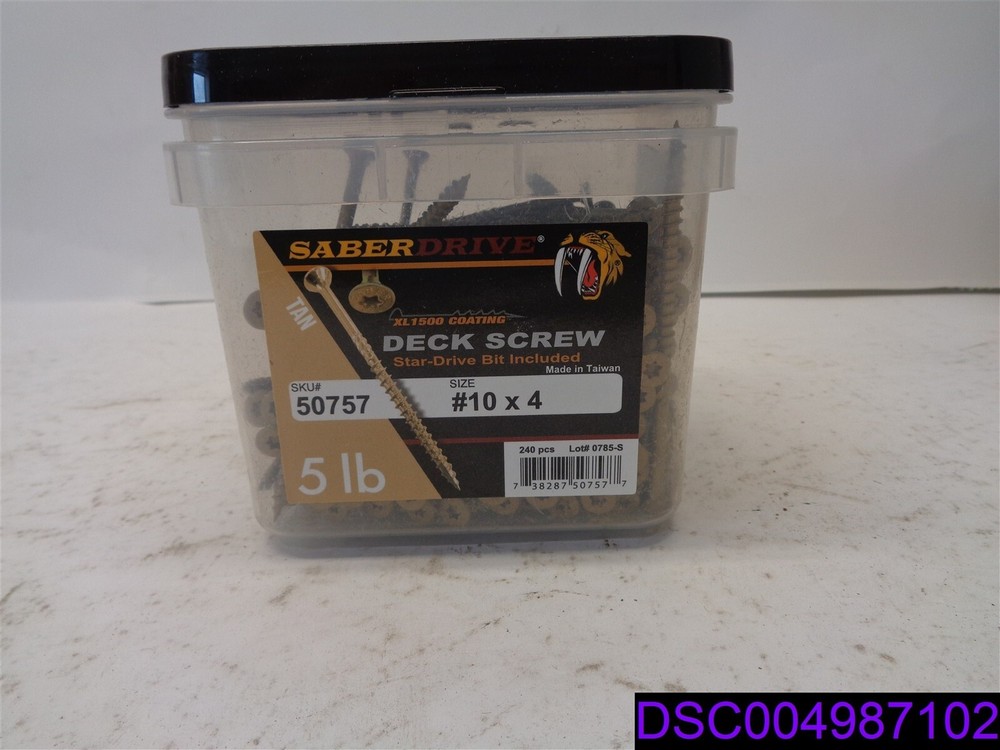 SABERDRIVE®
TAN
XL1500 COATING™
DECK SCREW
Star-Drive Bit Included
Made in Taiwan
SKU#
50757
SIZE
#10 x 4
5 lb
240 pcs Lot# 0785-S
7 38287 50757 7
DSC004987102